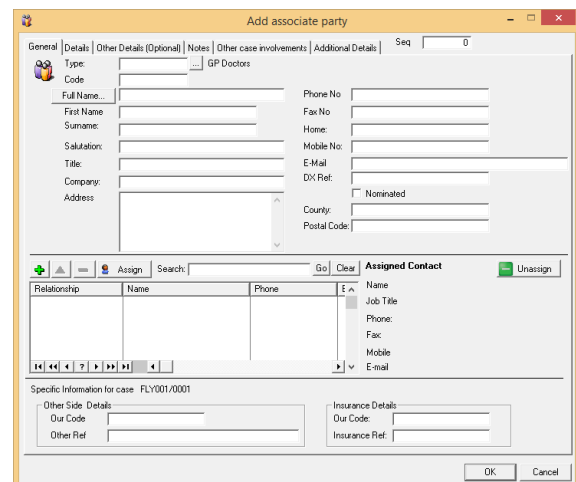 Add associate party
General Details Other Details (Optional) Notes Other case involvements Additional Details Seq 0
Type: ... GP Doctors
Code
Full Name... Phone No
First Name Fax No
Surname: Home:
Salutation: Mobile No:
Title: E-Mail
Company: DX Ref:
Address Nominated
County:
Postal Code:
Assign Search: Go Clear Assigned Contact Unassign
Relationship Name Phone E Name
Job Title
Phone:
Fax:
Mobile
? E-mail
Specific Information for case FLY001/0001
Other Side Details Insurance Details
Our Code Our Code:
Other Ref Insurance Ref:
OK Cancel